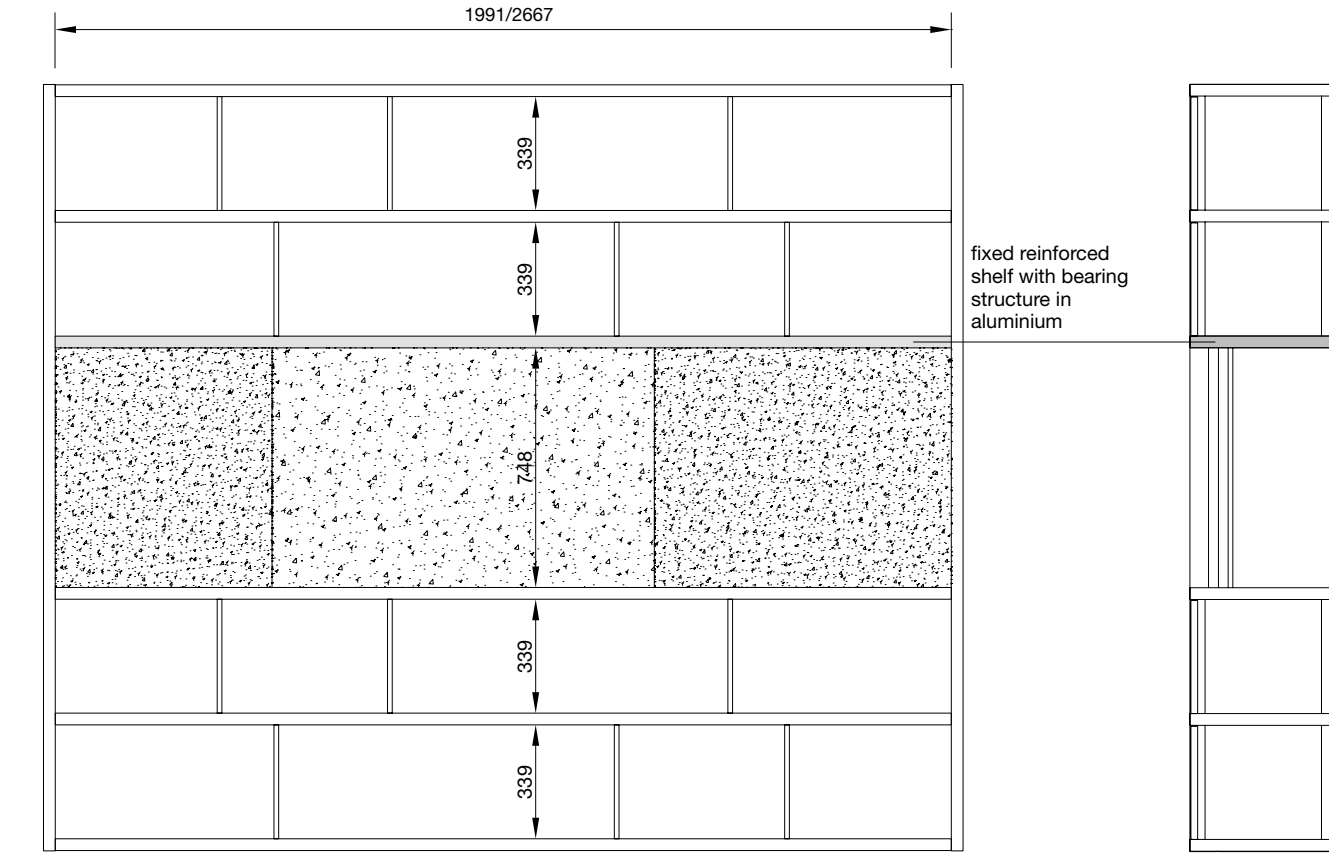 1991/2667
339
339
fixed reinforced
shelf with bearing
structure in
aluminium
748
339
339